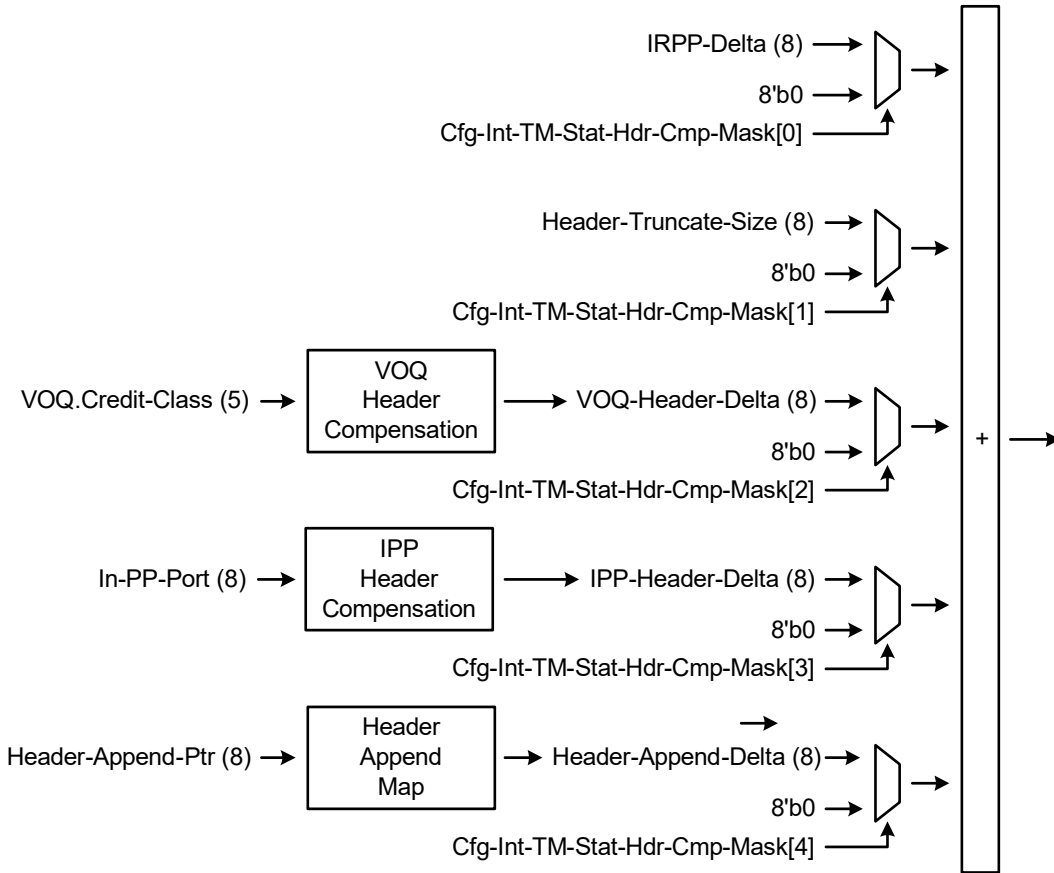 IRPP-Delta (8)
8'b0
Cfg-Int-TM-Stat-Hdr-Cmp-Mask[0]
Header-Truncate-Size (8)
8'b0
Cfg-Int-TM-Stat-Hdr-Cmp-Mask[1]
VOQ.Credit-Class (5)
VOQ
Header
Compensation
VOQ-Header-Delta (8)
8'b0
Cfg-Int-TM-Stat-Hdr-Cmp-Mask[2]
+
In-PP-Port (8)
IPP
Header
Compensation
IPP-Header-Delta (8)
8'b0
Cfg-Int-TM-Stat-Hdr-Cmp-Mask[3]
Header-Append-Ptr (8)
Header
Append
Map
Header-Append-Delta (8)
8'b0
Cfg-Int-TM-Stat-Hdr-Cmp-Mask[4]